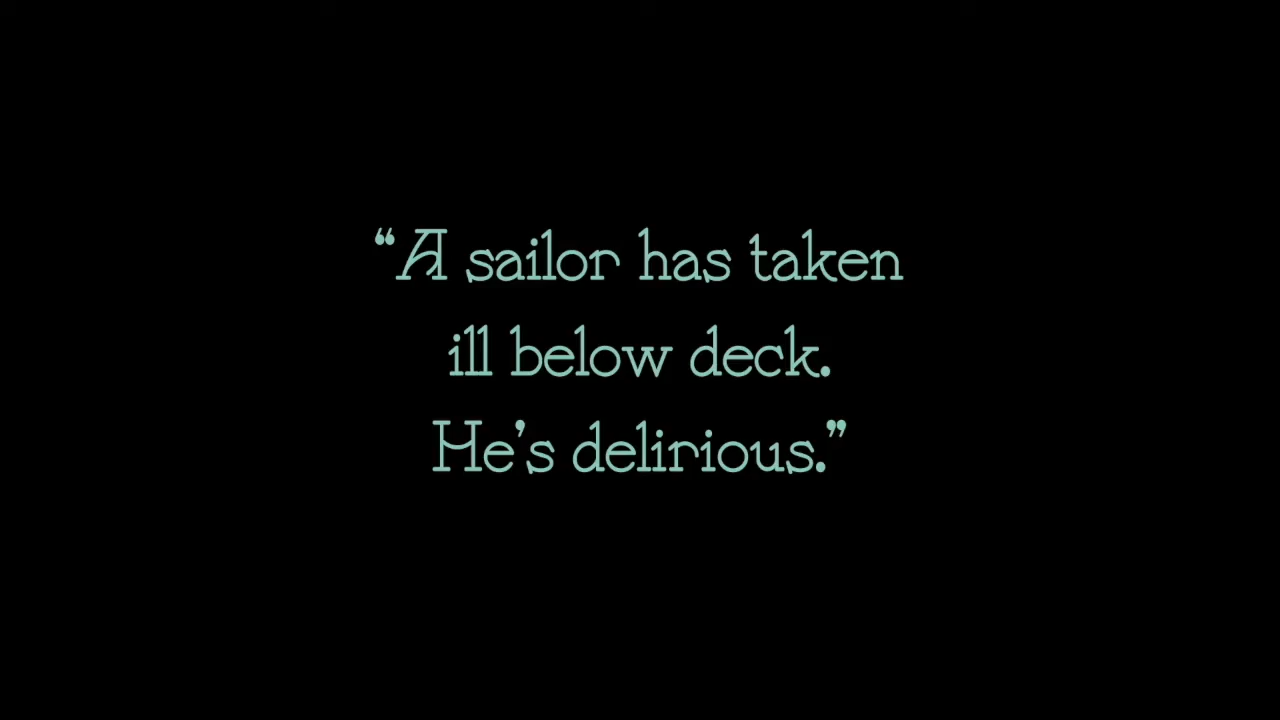 “A sailor has taken
ill below deck.
He’s delirious.”